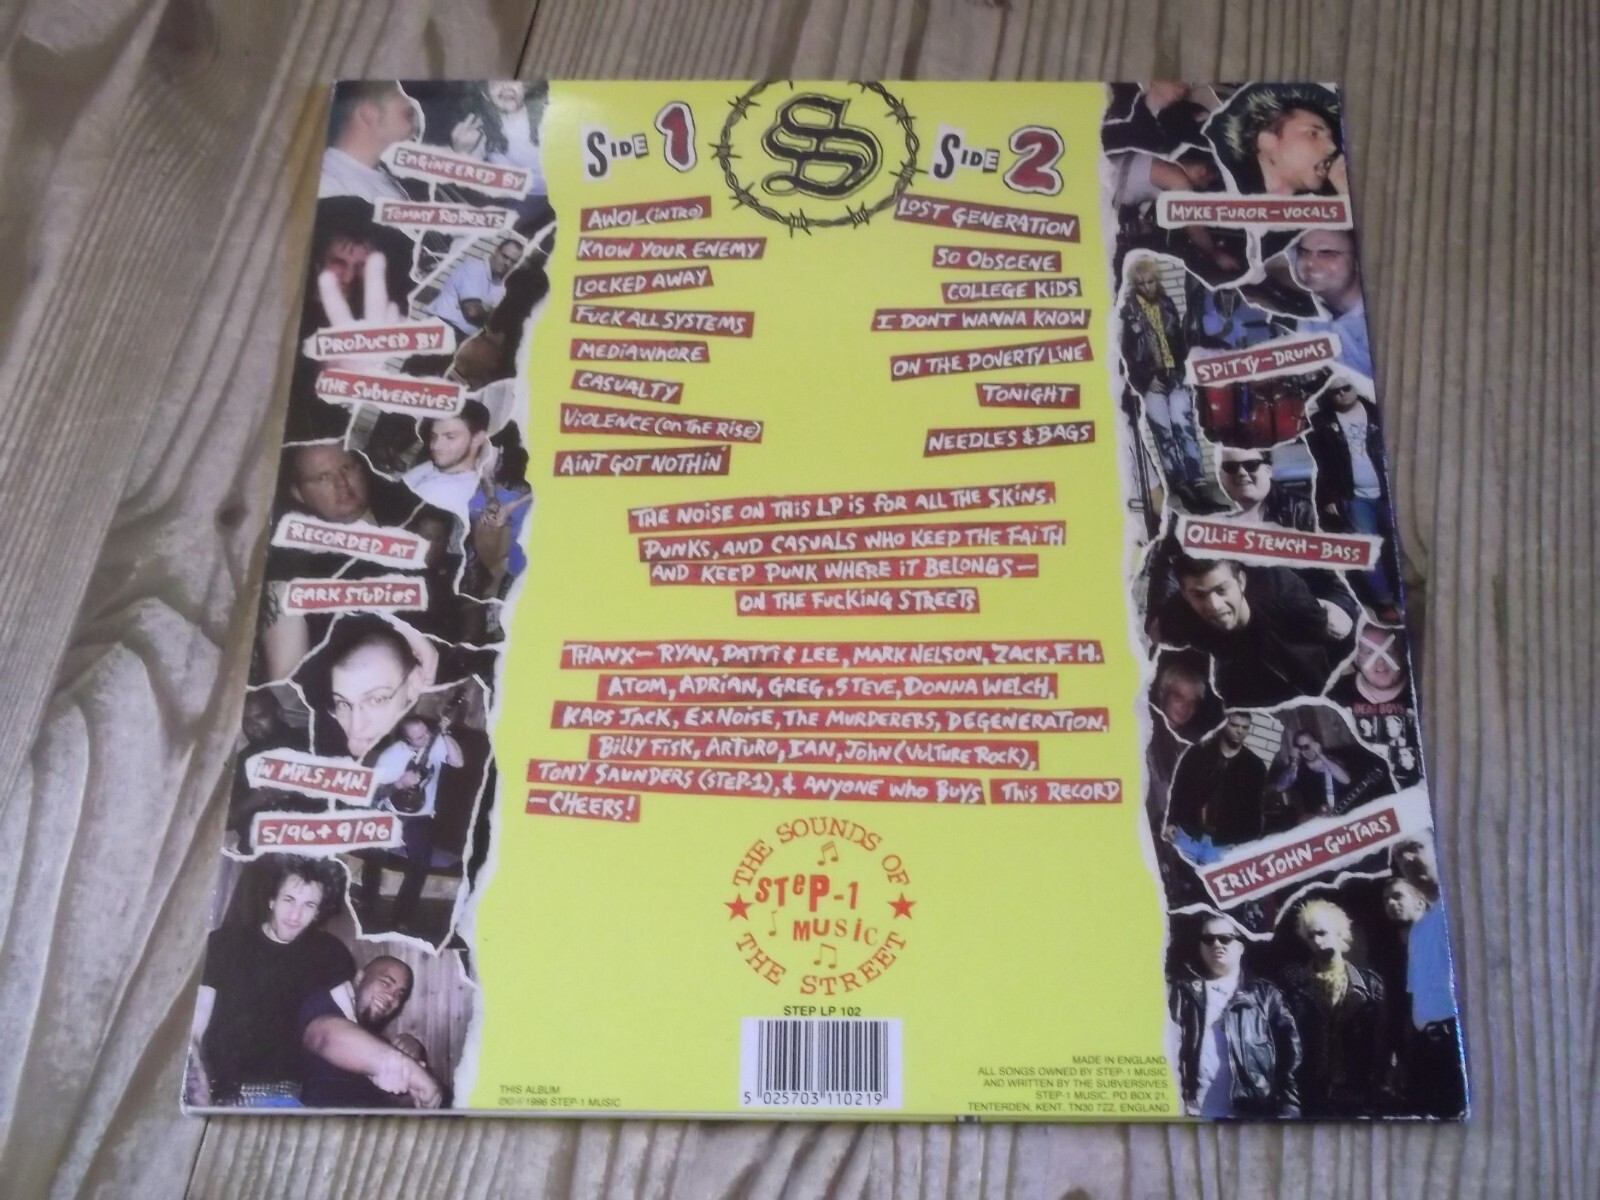 ENGINEERED BY
TOMMY ROBERTS
PRODUCED BY
THE SUBVERSIVES
RECORDED AT
GARK STUDIOS
IN MPLS, MN.
5/96 + 9/96
SIDE 1
AWOL (INTRO)
KNOW YOUR ENEMY
LOCKED AWAY
FUCK ALL SYSTEMS
MEDIAWHORE
CASUALTY
VIOLENCE (ON THE RISE)
AINT GOT NOTHIN'
S
SIDE 2
LOST GENERATION
SO OBSCENE
COLLEGE KIDS
I DONT WANNA KNOW
ON THE POVERTY LINE
TONIGHT
NEEDLES & BAGS
THE NOISE ON THIS LP IS FOR ALL THE SKINS,
PUNKS, AND CASUALS WHO KEEP THE FAITH
AND KEEP PUNK WHERE IT BELONGS—
ON THE FUCKING STREETS
THANX— RYAN, PATTI & LEE, MARK NELSON, ZACK, F.H.
ATOM, ADRIAN, GREG, STEVE, DONNA WELCH,
KAOS JACK, EX NOISE, THE MURDERERS, DEGENERATION,
BILLY FISK, ARTURO, IAN, JOHN (VULTURE ROCK),
TONY SAUNDERS (STEP-1), & ANYONE WHO BUYS THIS RECORD
—CHEERS!
THE SOUNDS OF
STEP-1
MUSIC
THE STREET
STEP LP 102
5 025703 110219
THIS ALBUM
©℗ 1996 STEP-1 MUSIC
MADE IN ENGLAND
ALL SONGS OWNED BY STEP-1 MUSIC
AND WRITTEN BY THE SUBVERSIVES
STEP-1 MUSIC, PO BOX 21,
TENTERDEN, KENT. TN30 7ZZ, ENGLAND
MYKE FUROR—VOCALS
SPITTY—DRUMS
OLLIE STENCH—BASS
DEAD BOYS
ERIK JOHN—GUITARS